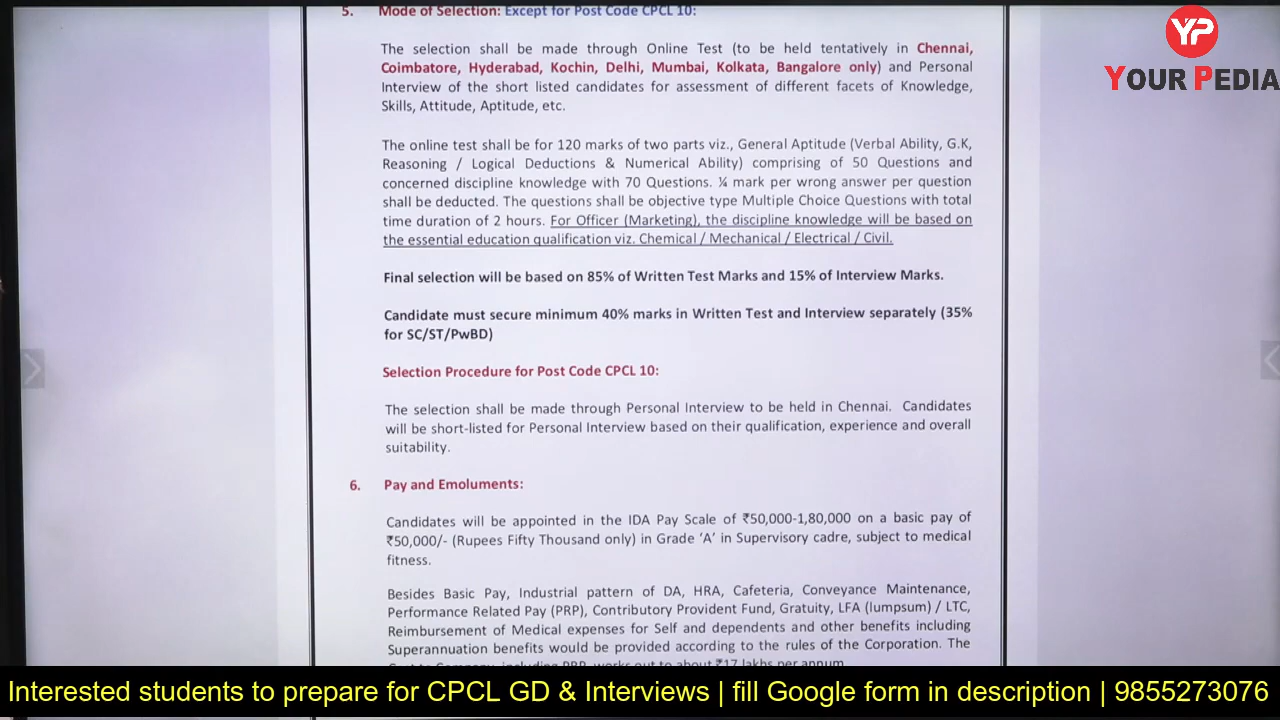 5. Mode of Selection: Except for Post Code CPCL 10:
YP
YOUR PEDIA
The selection shall be made through Online Test (to be held tentatively in Chennai,
Coimbatore, Hyderabad, Kochin, Delhi, Mumbai, Kolkata, Bangalore only) and Personal
Interview of the short listed candidates for assessment of different facets of Knowledge,
Skills, Attitude, Aptitude, etc.
The online test shall be for 120 marks of two parts viz., General Aptitude (Verbal Ability, G.K,
Reasoning / Logical Deductions & Numerical Ability) comprising of 50 Questions and
concerned discipline knowledge with 70 Questions. ¼ mark per wrong answer per question
shall be deducted. The questions shall be objective type Multiple Choice Questions with total
time duration of 2 hours. For Officer (Marketing), the discipline knowledge will be based on
the essential education qualification viz. Chemical / Mechanical / Electrical / Civil.
Final selection will be based on 85% of Written Test Marks and 15% of Interview Marks.
Candidate must secure minimum 40% marks in Written Test and Interview separately (35%
for SC/ST/PwBD)
Selection Procedure for Post Code CPCL 10:
The selection shall be made through Personal Interview to be held in Chennai. Candidates
will be short-listed for Personal Interview based on their qualification, experience and overall
suitability.
6. Pay and Emoluments:
Candidates will be appointed in the IDA Pay Scale of ₹50,000-1,80,000 on a basic pay of
₹50,000/- (Rupees Fifty Thousand only) in Grade ‘A’ in Supervisory cadre, subject to medical
fitness.
Besides Basic Pay, Industrial pattern of DA, HRA, Cafeteria, Conveyance Maintenance,
Performance Related Pay (PRP), Contributory Provident Fund, Gratuity, LFA (lumpsum) / LTC,
Reimbursement of Medical expenses for Self and dependents and other benefits including
Superannuation benefits would be provided according to the rules of the Corporation. The
Cost to Company, including PRP, works out to about ₹17 lakhs per annum.
Interested students to prepare for CPCL GD & Interviews | fill Google form in description | 9855273076